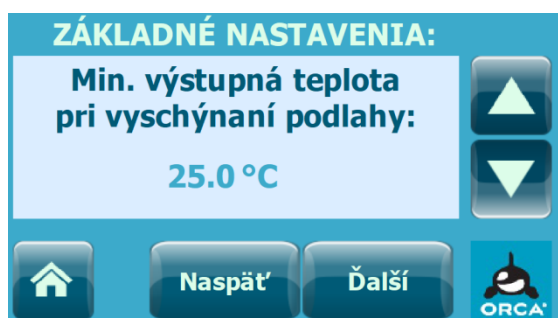 ZÁKLADNÉ NASTAVENIA:
Min. výstupná teplota
pri vyschýnaní podlahy:
25.0 °C
Naspäť
Ďalší
ORCA